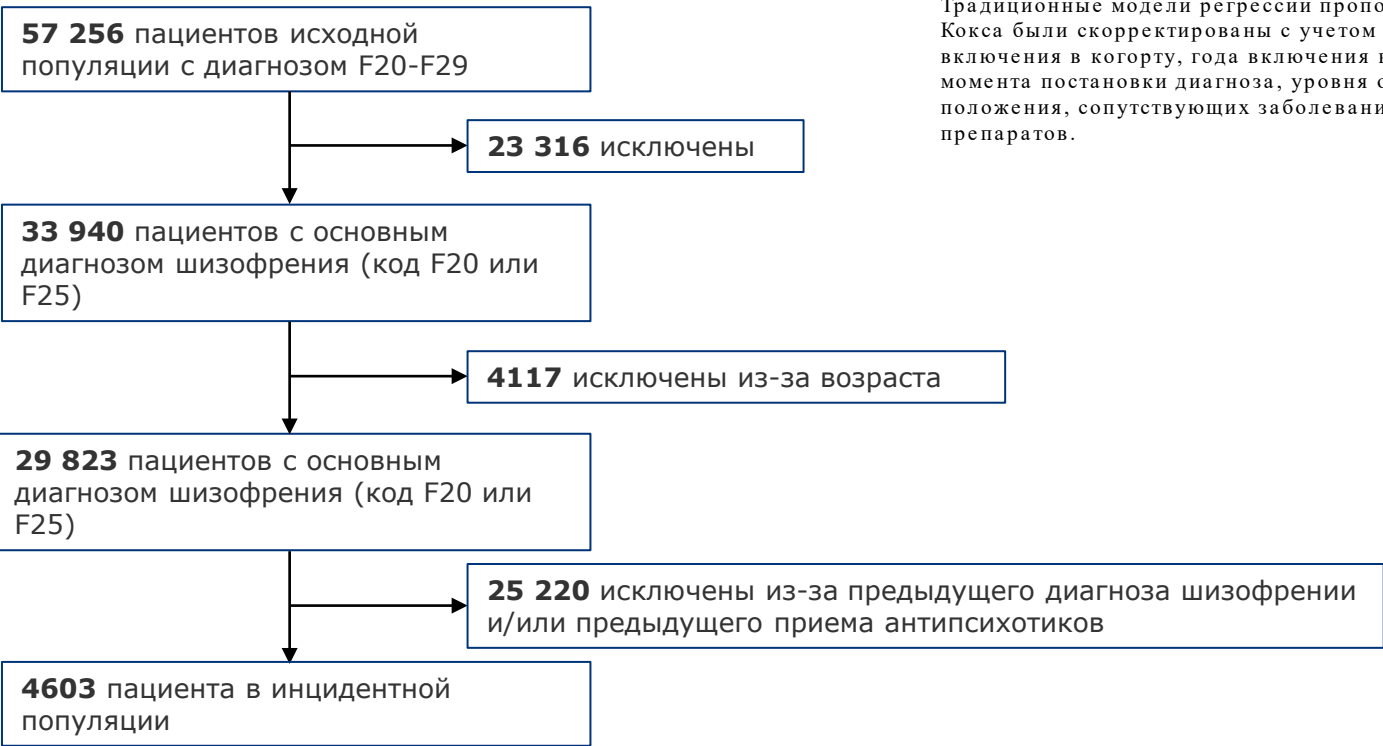 57 256 пациентов исходной
популяции с диагнозом F20-F29
23 316 исключены
33 940 пациентов с основным
диагнозом шизофрения (код F20 или
F25)
4117 исключены из-за возраста
29 823 пациентов с основным
диагнозом шизофрения (код F20 или
F25)
25 220 исключены из-за предыдущего диагноза шизофрении
и/или предыдущего приема антипсихотиков
4603 пациента в инцидентной
популяции
Традиционные модели регрессии
Кокса были скорректированы с учетом
включения в когорту, года включения
момента постановки диагноза, уровня
положения, сопутствующих
препаратов.